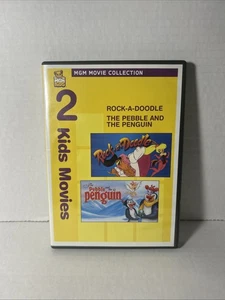 MGM MOVIE COLLECTION
2 Kids Movies
ROCK-A-DOODLE
THE PEBBLE AND
THE PENGUIN
Rock-a-Doodle
The Pebble and the
penguin